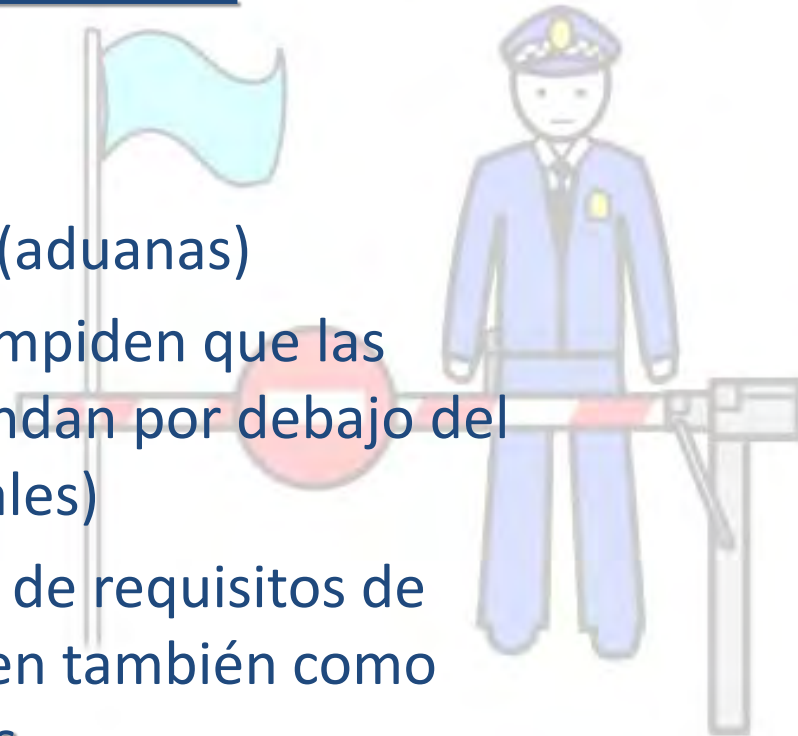 (aduanas)
mpiden que las
ndan por debajo del
ales)
de requisitos de
en también como